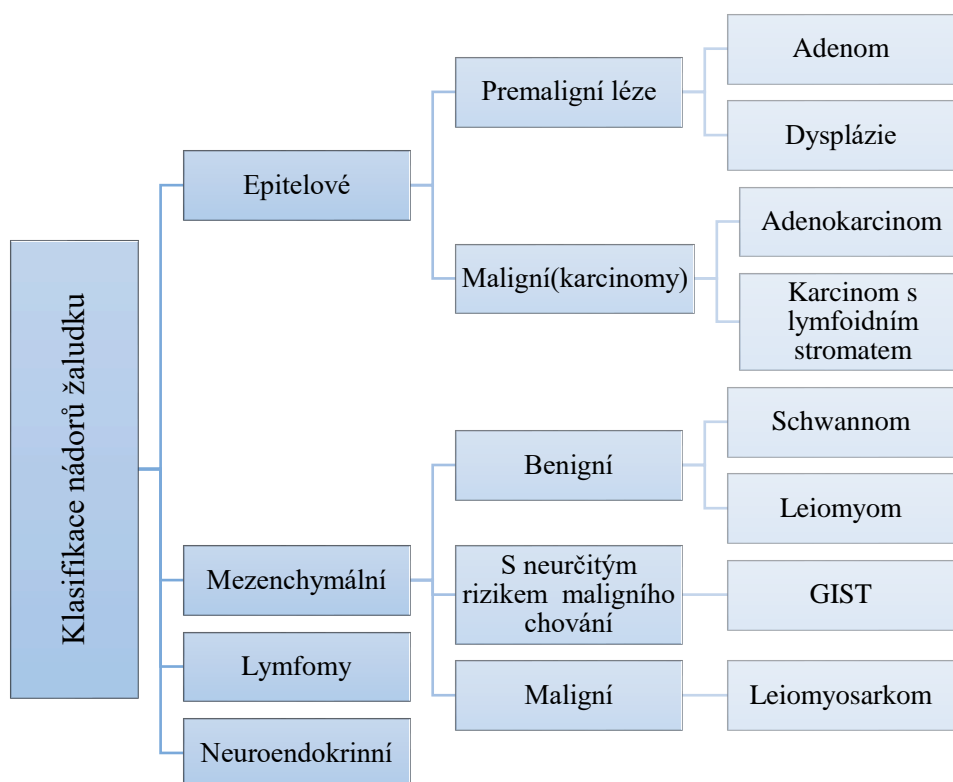 Klasifikace nádorů žaludku
Epitelové
Premaligní léze
Adenom
Dysplázie
Maligní(karcinomy)
Adenokarcinom
Karcinom s
lymfoidním
stromatem
Mezenchymální
Benigní
Schwannom
Leiomyom
S neurčitým
rizikem maligního
chování
GIST
Maligní
Leiomyosarkom
Lymfomy
Neuroendokrinní